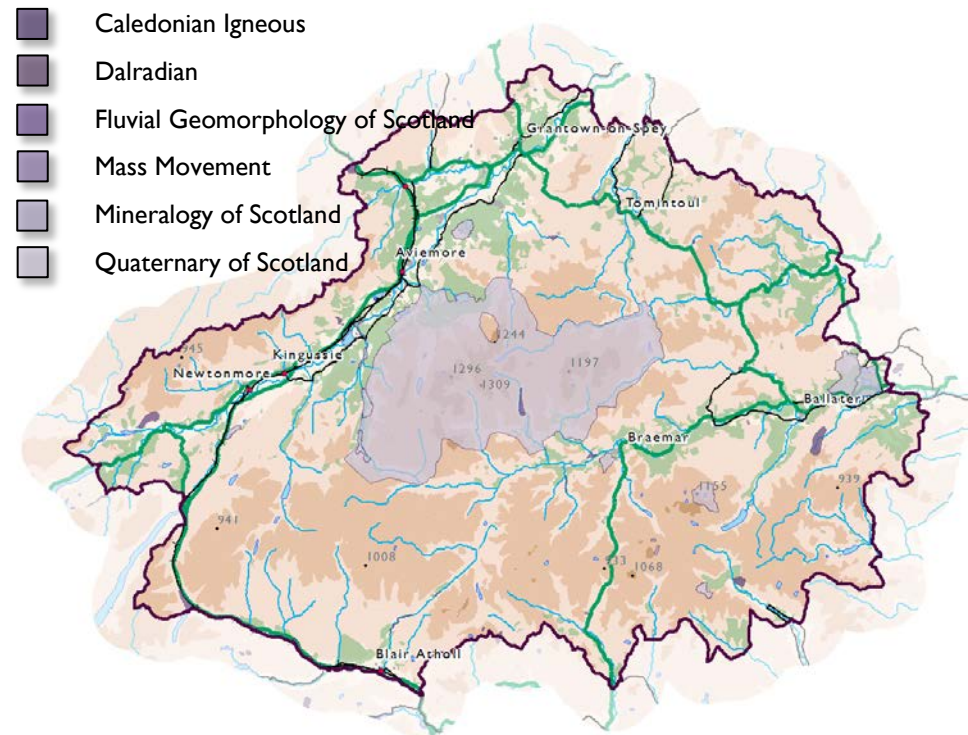 Caledonian Igneous
Dalradian
Fluvial Geomorphology of Scotland
Mass Movement
Mineralogy of Scotland
Quaternary of Scotland
Grantown on Spey
Tomintoul
Aviemore
1244
945
Kingussie
1296
1197
Newtonmore
1309
Ballater
Braemar
1155
939
941
1008
933
1068
Blair Atholl